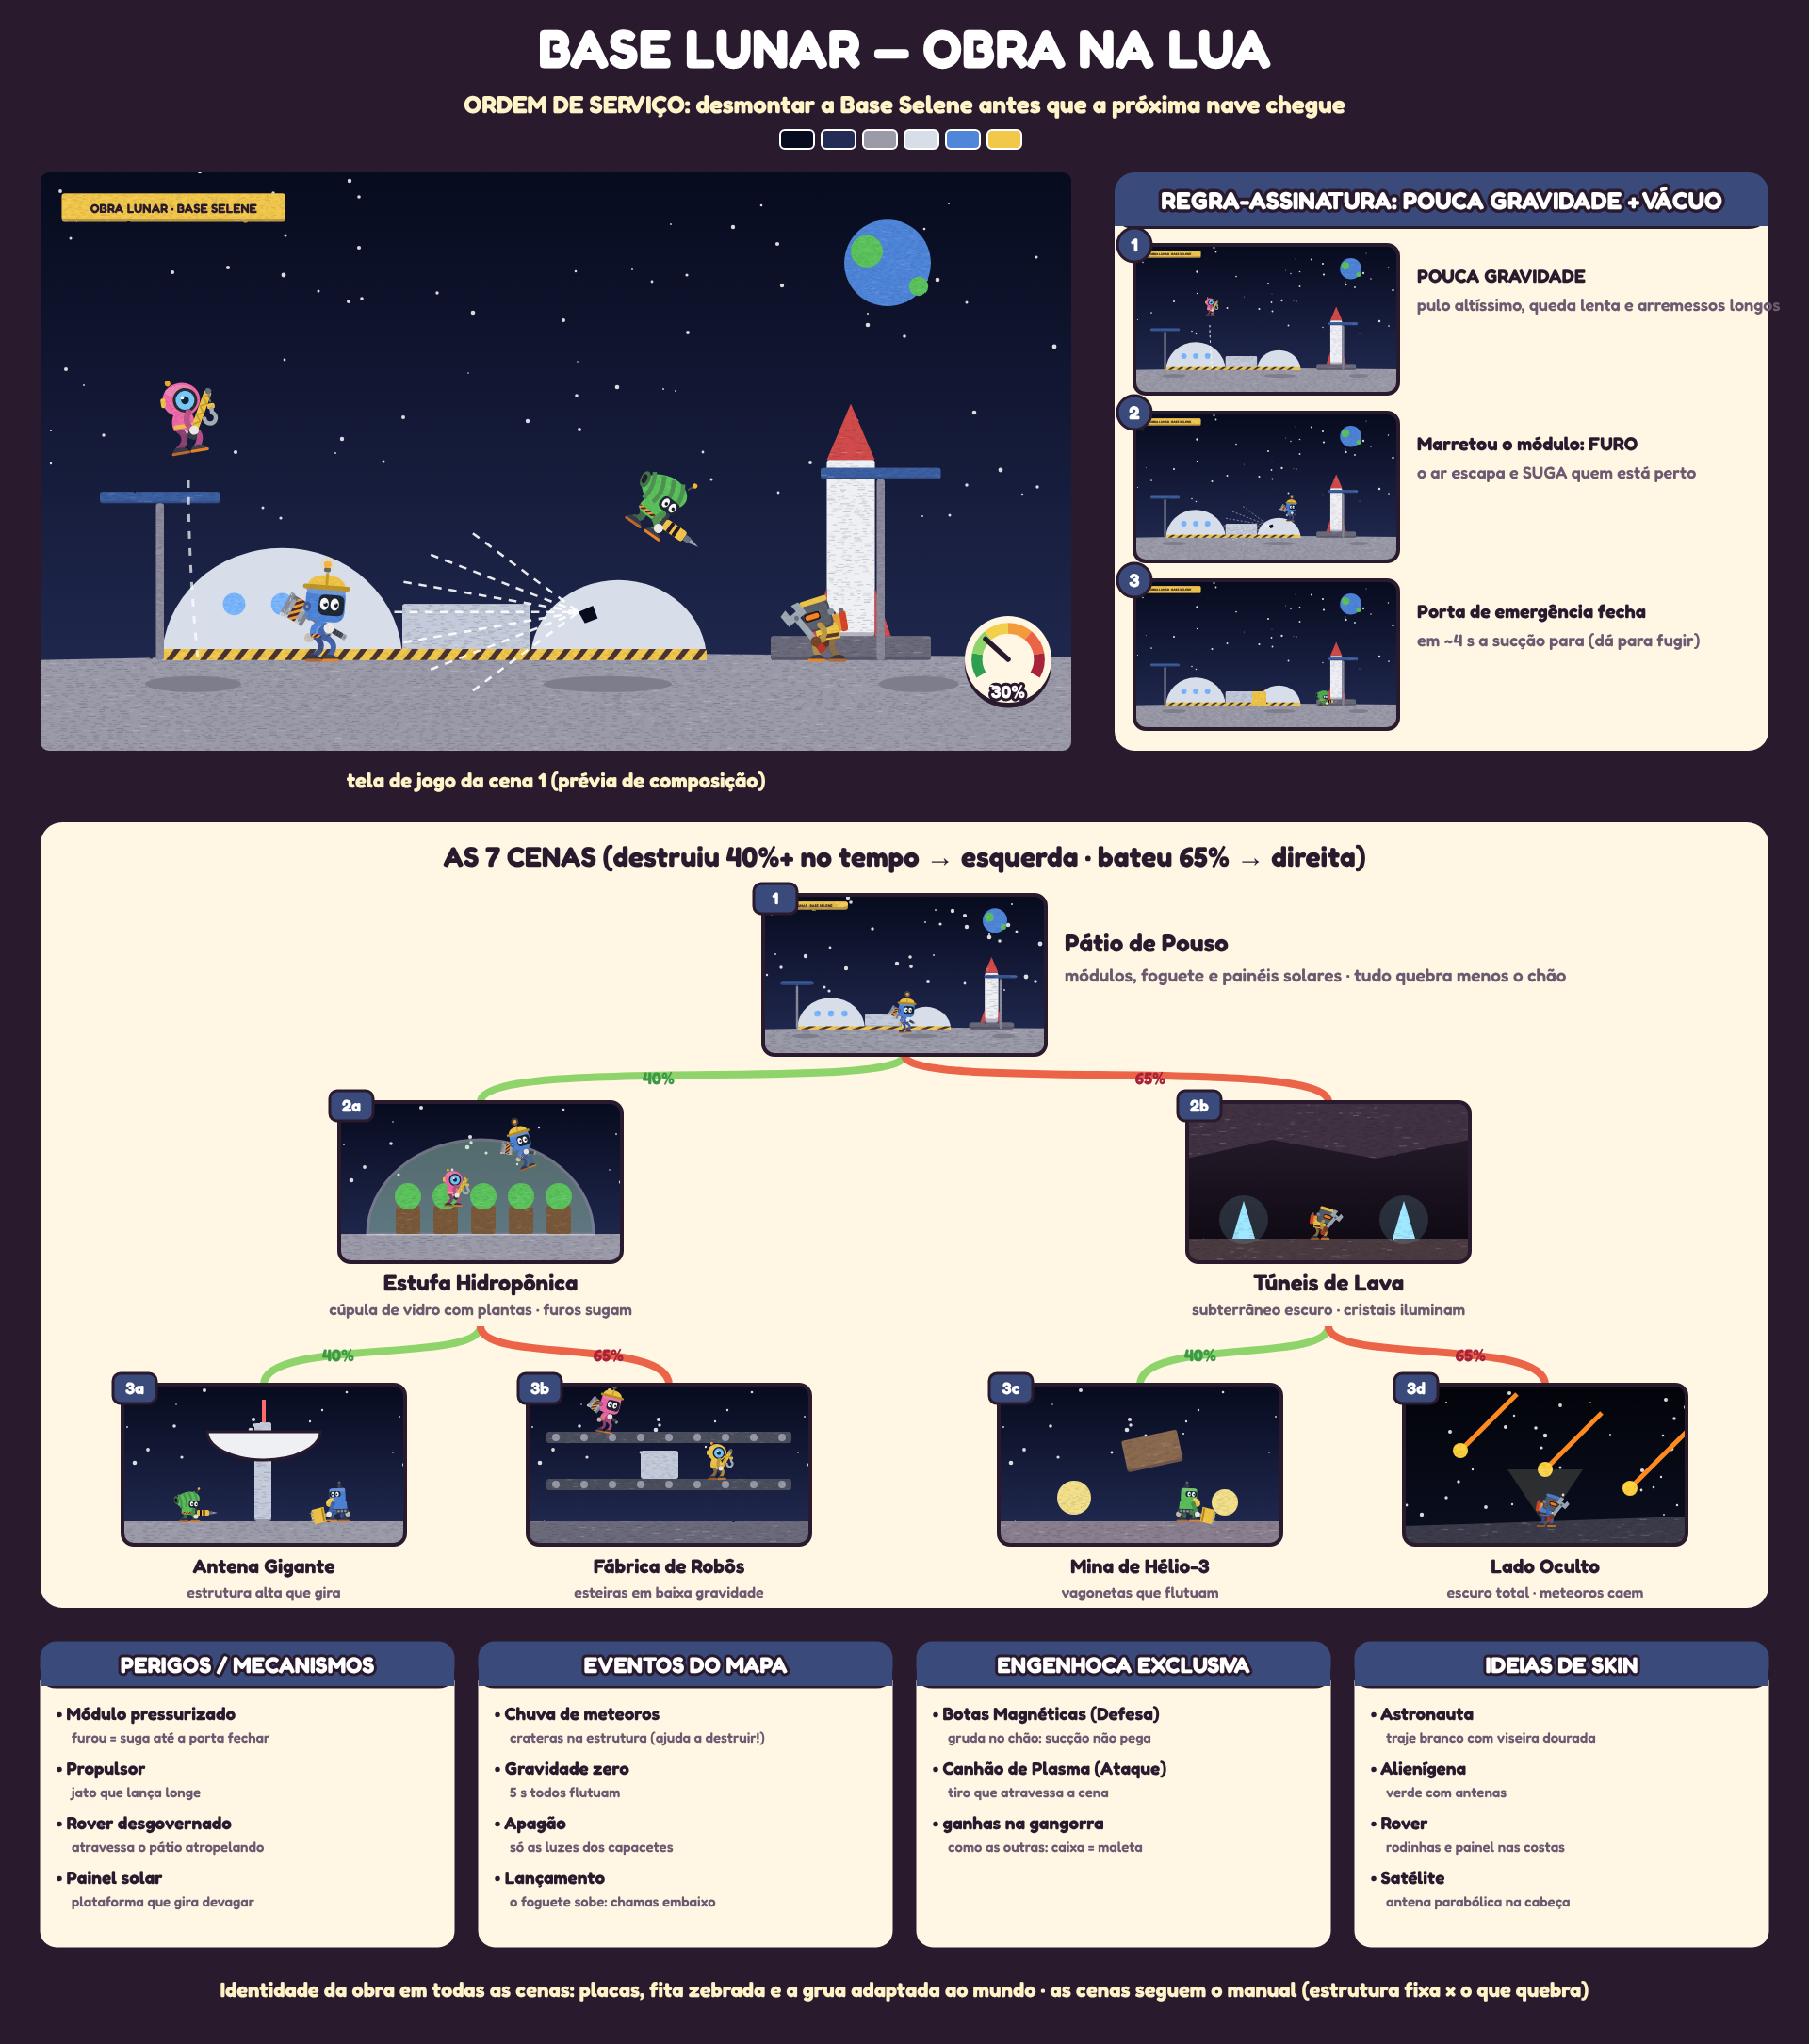 BASE LUNAR — OBRA NA LUA
ORDEM DE SERVIÇO: desmontar a Base Selene antes que a próxima nave chegue
OBRA LUNAR · BASE SELENE
30%
tela de jogo da cena 1 (prévia de composição)
REGRA-ASSINATURA: POUCA GRAVIDADE + VÁCUO
1
POUCA GRAVIDADE
pulo altíssimo, queda lenta e arremessos longos
2
Marretou o módulo: FURO
o ar escapa e SUGA quem está perto
3
Porta de emergência fecha
em ~4 s a sucção para (dá para fugir)
AS 7 CENAS (destruiu 40%+ no tempo → esquerda · bateu 65% → direita)
1
Pátio de Pouso
módulos, foguete e painéis solares · tudo quebra menos o chão
40%
65%
2a
2b
Estufa Hidropônica
cúpula de vidro com plantas · furos sugam
Túneis de Lava
subterrâneo escuro · cristais iluminam
40%
65%
40%
65%
3a
3b
3c
3d
Antena Gigante
estrutura alta que gira
Fábrica de Robôs
esteiras em baixa gravidade
Mina de Hélio-3
vagonetas que flutuam
Lado Oculto
escuro total · meteoros caem
PERIGOS / MECANISMOS
• Módulo pressurizado
furou = suga até a porta fechar
• Propulsor
jato que lança longe
• Rover desgovernado
atravessa o pátio atropelando
• Painel solar
plataforma que gira devagar
EVENTOS DO MAPA
• Chuva de meteoros
crateras na estrutura (ajuda a destruir!)
• Gravidade zero
5 s todos flutuam
• Apagão
só as luzes dos capacetes
• Lançamento
o foguete sobe: chamas embaixo
ENGENHOCA EXCLUSIVA
• Botas Magnéticas (Defesa)
gruda no chão: sucção não pega
• Canhão de Plasma (Ataque)
tiro que atravessa a cena
• ganhas na gangorra
como as outras: caixa = maleta
IDEIAS DE SKIN
• Astronauta
traje branco com viseira dourada
• Alienígena
verde com antenas
• Rover
rodinhas e painel nas costas
• Satélite
antena parabólica na cabeça
Identidade da obra em todas as cenas: placas, fita zebrada e a grua adaptada ao mundo · as cenas seguem o manual (estrutura fixa × o que quebra)